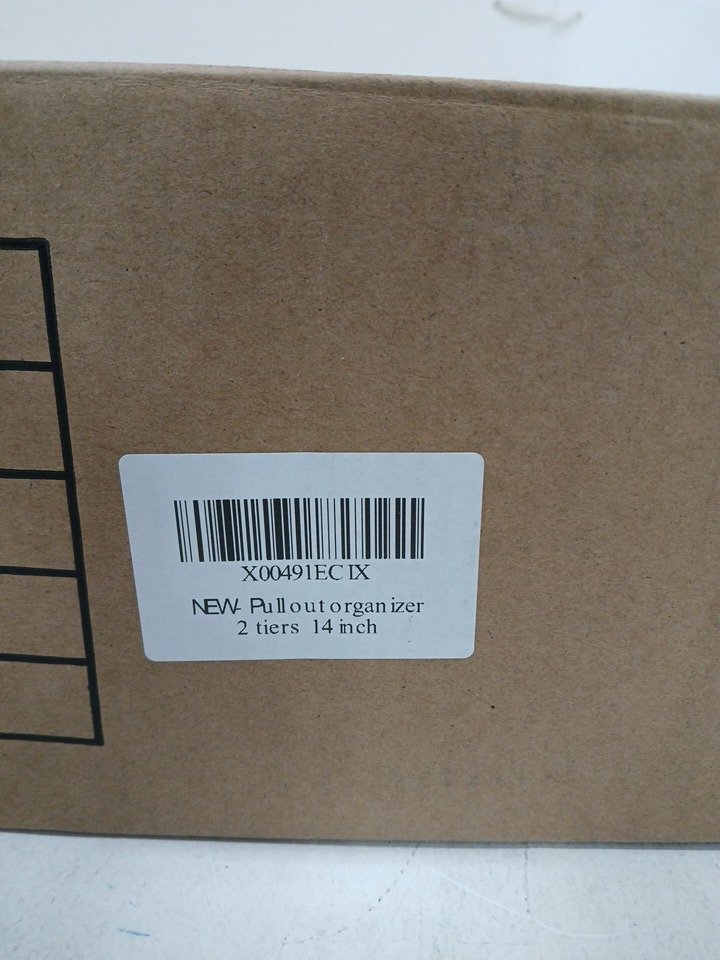 X00491ECIX
NEW- Pull out organizer
2 tiers 14 inch